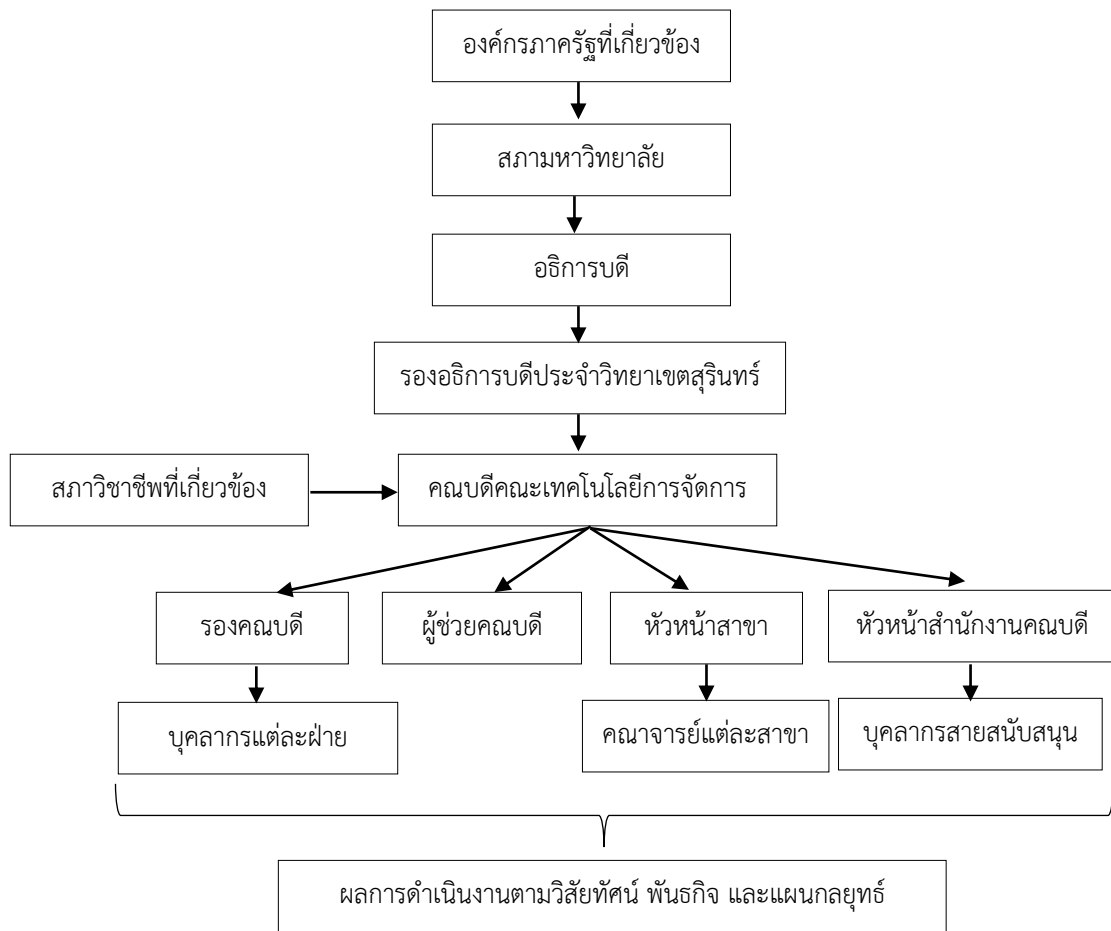 องค์กรภาครัฐที่เกี่ยวข้อง
สภามหาวิทยาลัย
อธิการบดี
รองอธิการบดีประจำวิทยาเขตสุรินทร์
สภาวิชาชีพที่เกี่ยวข้อง
คณบดีคณะเทคโนโลยีการจัดการ
รองคณบดี
ผู้ช่วยคณบดี
หัวหน้าสาขา
หัวหน้าสำนักงานคณบดี
บุคลากรแต่ละฝ่าย
คณาจารย์แต่ละสาขา
บุคลากรสายสนับสนุน
ผลการดำเนินงานตามวิสัยทัศน์ พันธกิจ และแผนกลยุทธ์